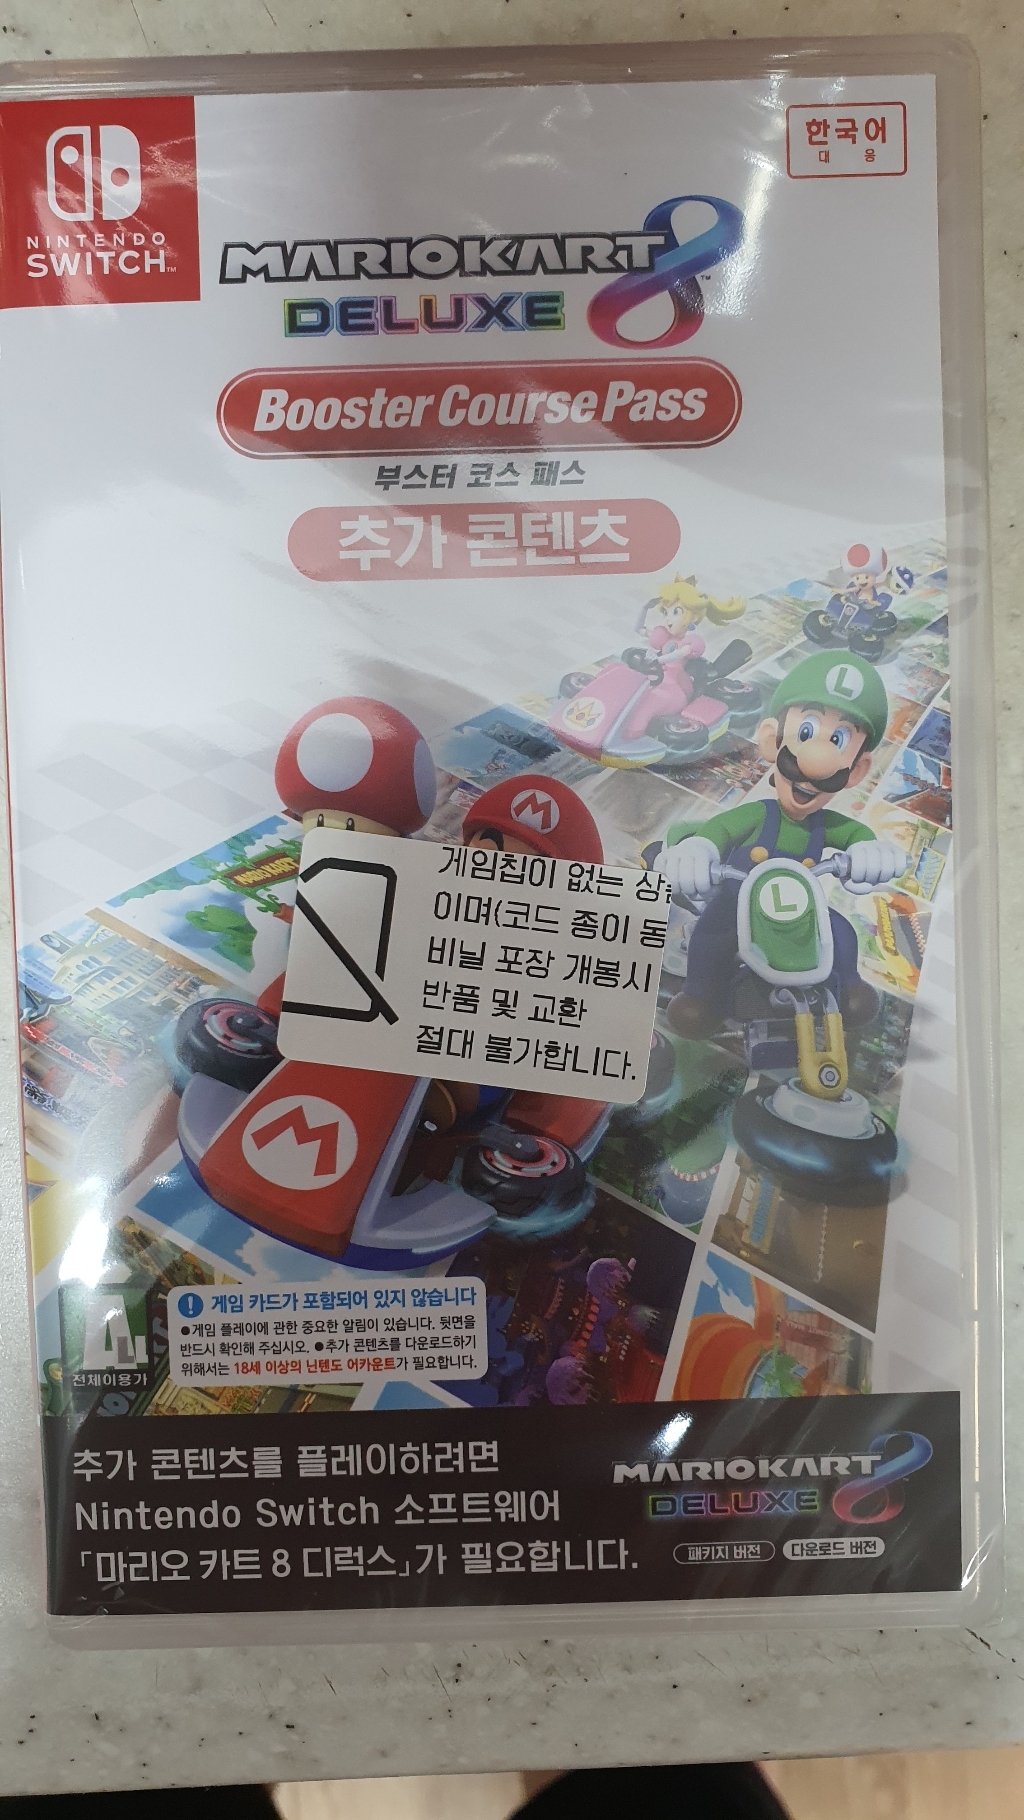 NINTENDO
SWITCH™
한국어
대 응
MARIOKART 8™
DELUXE
Booster Course Pass
부스터 코스 패스
추가 콘텐츠
게임칩이 없는
이며(코드 종이
비닐 포장 개봉시
반품 및 교환
절대 불가합니다.
ALL
전체이용가
! 게임 카드가 포함되어 있지 않습니다
●게임 플레이에 관한 중요한 알림이 있습니다. 뒷면을
반드시 확인해 주십시오. ●추가 콘텐츠를 다운로드하기
위해서는 18세 이상의 닌텐도 어카운트가 필요합니다.
추가 콘텐츠를 플레이하려면
Nintendo Switch 소프트웨어
「마리오 카트 8 디럭스」가 필요합니다.
MARIOKART 8
DELUXE
패키지 버전 다운로드 버전